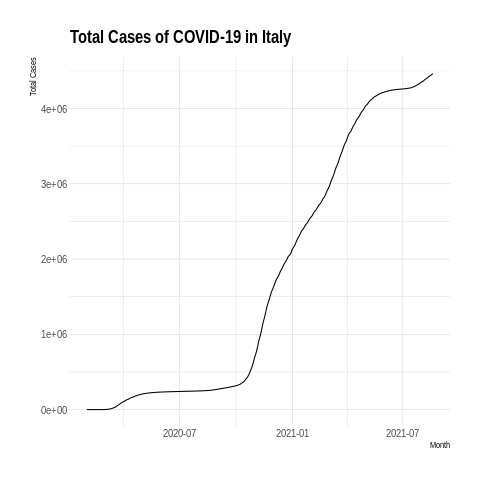 Total Cases of COVID-19 in Italy
Total Cases
4e+06
3e+06
2e+06
1e+06
0e+00
2020-07
2021-01
2021-07
Month